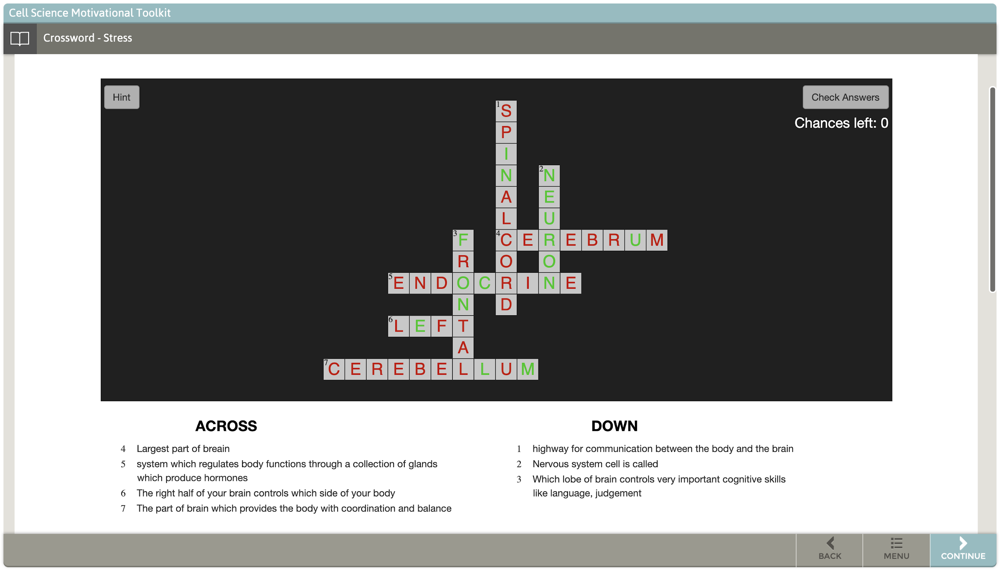 Cell Science Motivational Toolkit
Crossword - Stress
Hint
Check Answers
Chances left: 0
1 S
P
I
N 2 N
A E
L U
3 F 4 C E R E B R U M
R O O
5 E N D O C R I N E
N D
6 L E F T
A
7 C E R E B E L L U M
ACROSS
4 Largest part of breain
5 system which regulates body functions through a collection of glands
which produce hormones
6 The right half of your brain controls which side of your body
7 The part of brain which provides the body with coordination and balance
DOWN
1 highway for communication between the body and the brain
2 Nervous system cell is called
3 Which lobe of brain controls very important cognitive skills
like language, judgement
BACK
MENU
CONTINUE